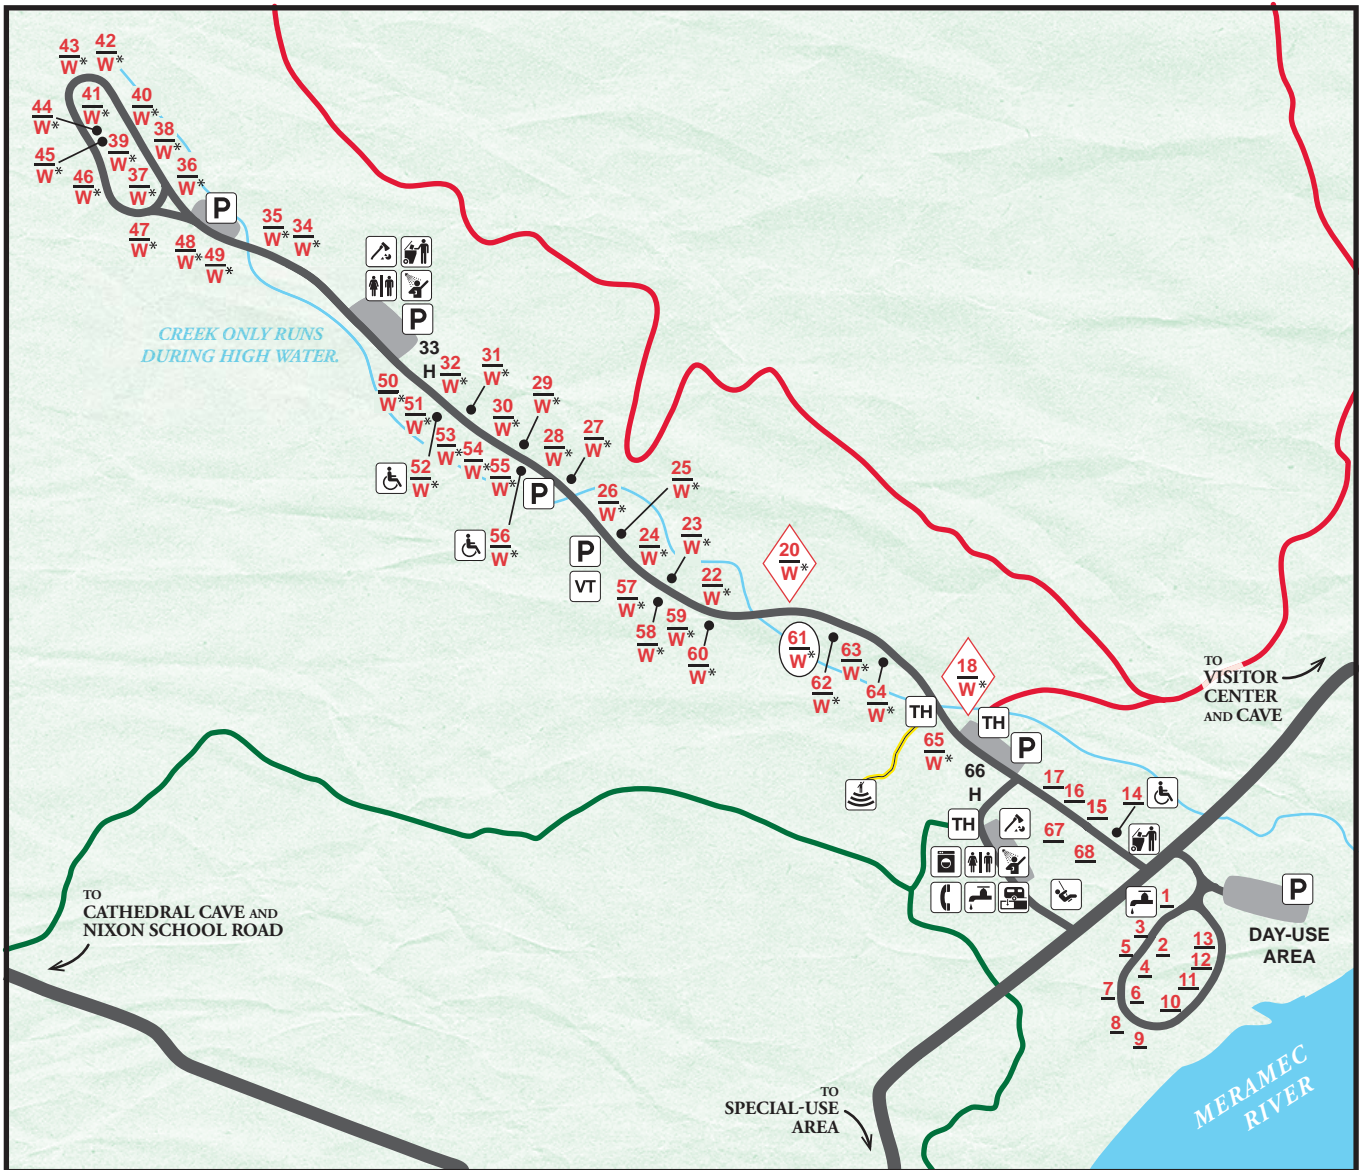 43
W*
42
W*
41
W*
40
W*
44
W*
39
W*
38
W*
45
W*
46
W*
37
W*
36
W*
P
47
W*
48
W*
49
W*
35
W*
34
W*
P
CREEK ONLY RUNS
DURING HIGH WATER.
33
H
32
W*
31
W*
50
W*
51
W*
30
W*
29
W*
52
W*
53
W*
54
W*
55
W*
28
W*
27
W*
P
56
W*
26
W*
25
W*
P
VT
24
W*
23
W*
20
W*
57
W*
22
W*
58
W*
59
W*
60
W*
61
W*
62
W*
63
W*
64
W*
18
W*
TO
VISITOR
CENTER
AND CAVE
TH
TH
P
65
W*
66
H
17
16
15
14
TH
67
68
TO
CATHEDRAL CAVE AND
NIXON SCHOOL ROAD
P
DAY-USE
AREA
1
3
5
2
13
4
12
7
6
11
10
8
9
MERAMEC
RIVER
TO
SPECIAL-USE
AREA